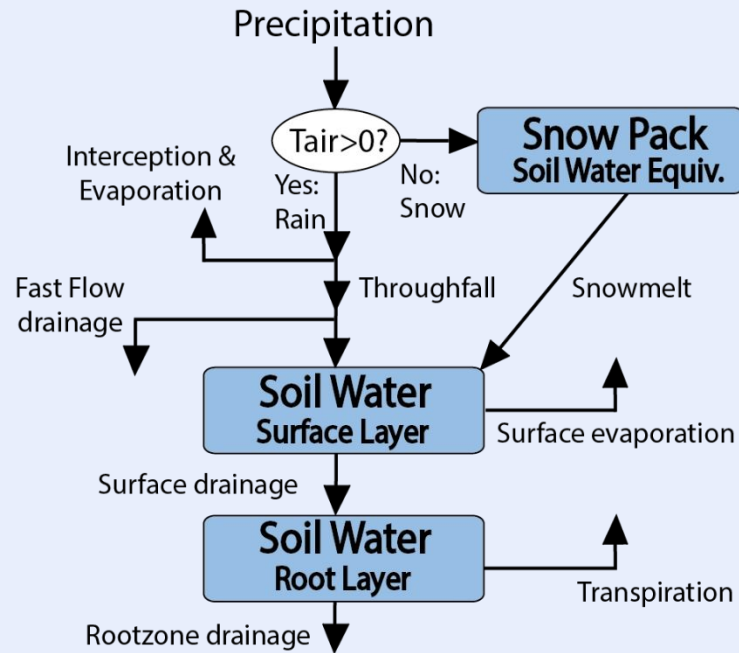 Precipitation
Tair>0?
Snow Pack
Soil Water Equiv.
Interception &
Evaporation
Yes:
Rain
No:
Snow
Fast Flow
drainage
Throughfall
Snowmelt
Soil Water
Surface Layer
Surface evaporation
Surface drainage
Soil Water
Root Layer
Transpiration
Rootzone drainage